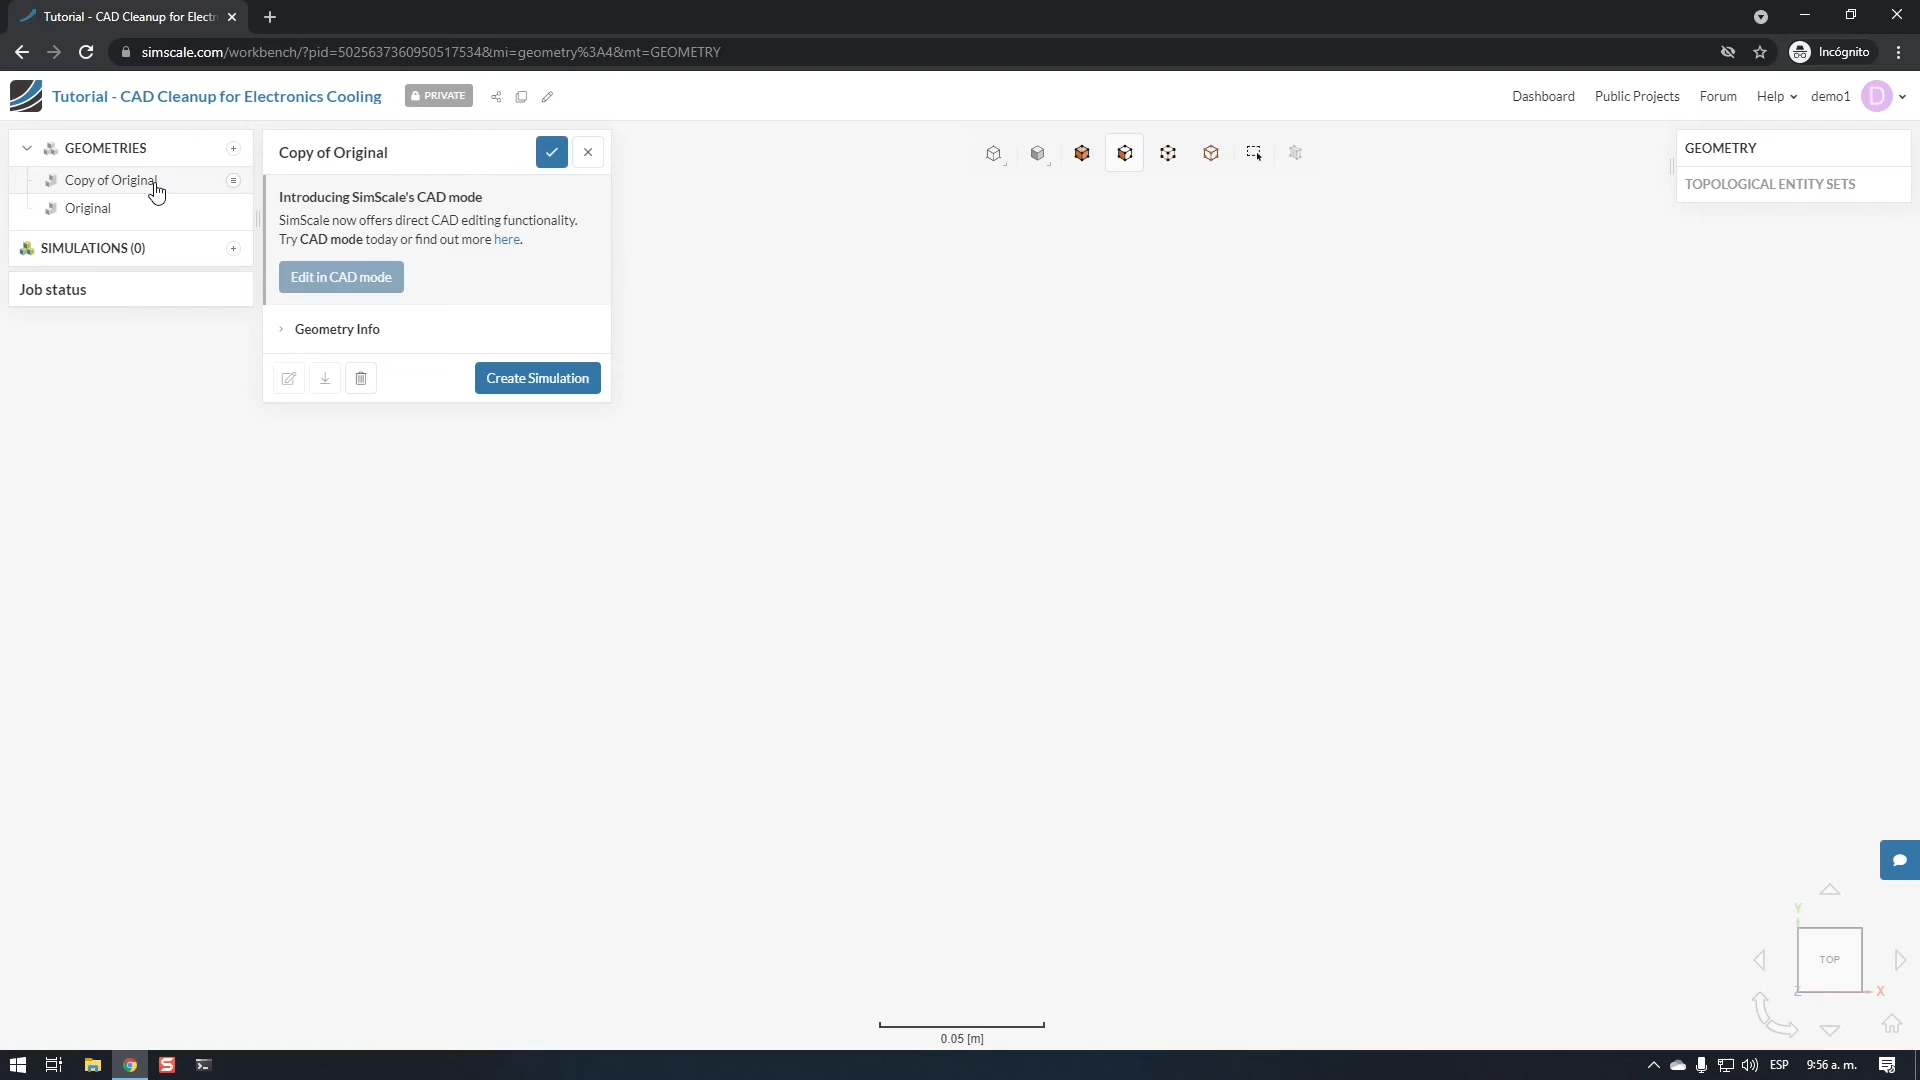 Tutorial - CAD Cleanup for Electr
simscale.com/workbench/?pid=5025637360950517534&mi=geometry%3A4&mt=GEOMETRY
Incógnito
Tutorial - CAD Cleanup for Electronics Cooling
PRIVATE
Dashboard
Public Projects
Forum
Help
demo1
D
GEOMETRIES
Copy of Original
Original
SIMULATIONS (0)
Job status
Copy of Original
Introducing SimScale's CAD mode
SimScale now offers direct CAD editing functionality.
Try CAD mode today or find out more here.
Edit in CAD mode
Geometry Info
Create Simulation
GEOMETRY
TOPOLOGICAL ENTITY SETS
Y
TOP
Z
X
0.05 [m]
S
ESP
9:56 a. m.